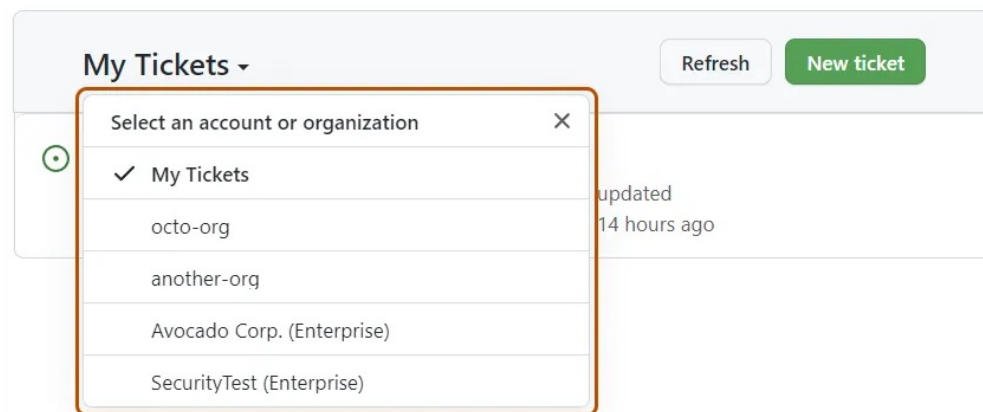 My Tickets
Refresh
New ticket
Select an account or organization
My Tickets
octo-org
another-org
Avocado Corp. (Enterprise)
SecurityTest (Enterprise)
updated
14 hours ago